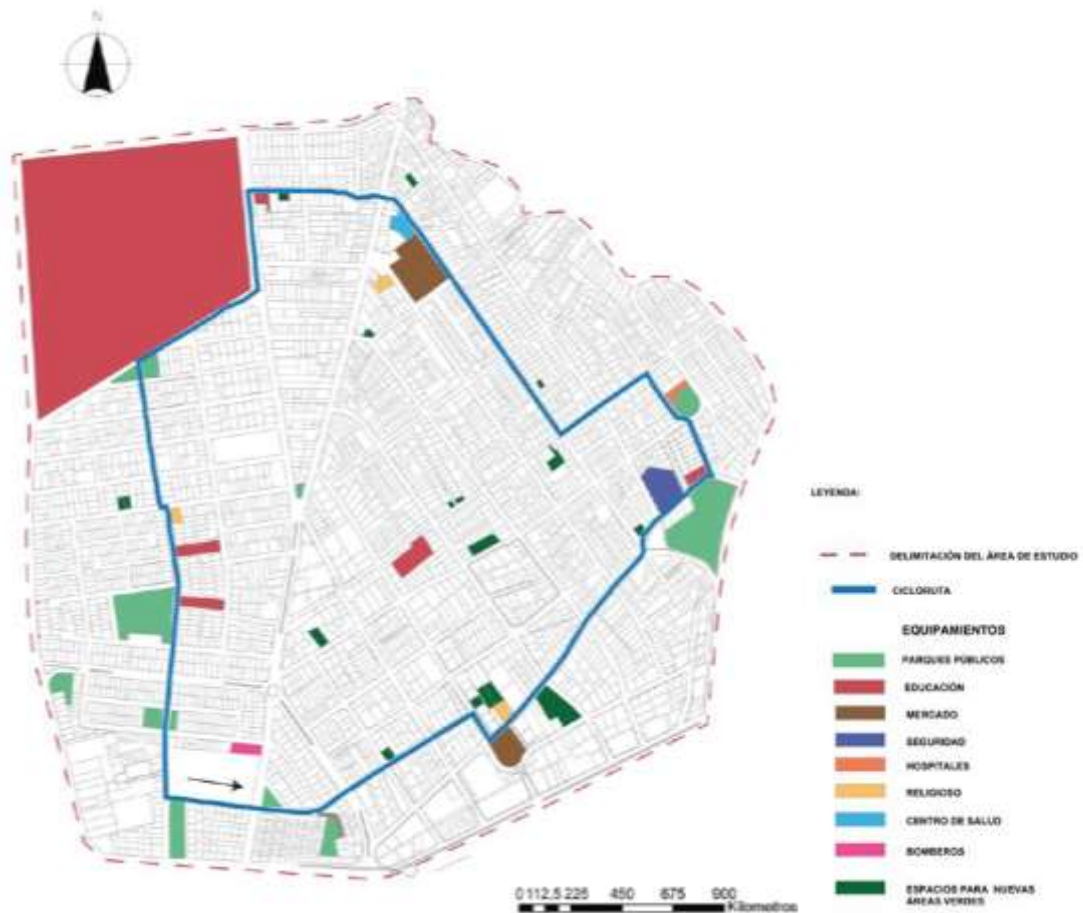 N
LEYENDA:
DELIMITACIÓN DEL ÁREA DE ESTUDIO
CICLORUTA
EQUIPAMIENTOS
PARQUES PÚBLICOS
EDUCACIÓN
MERCADO
SEGURIDAD
HOSPITALES
RELIGIOSO
CENTRO DE SALUD
BOMBEROS
ESPACIOS PARA NUEVAS
ÁREAS VERDES
0 112,5 225 450 675 900
Kilometros